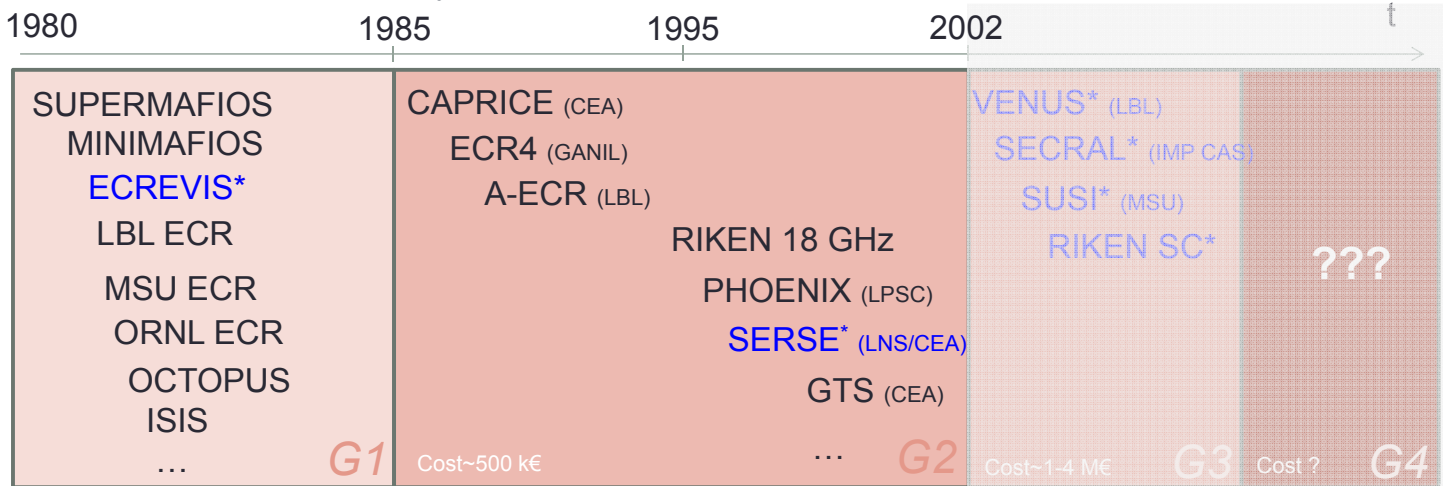 1980 1985 1995 2002 t
SUPERMAFIOS
MINIMAFIOS
ECREVIS*
LBL ECR
MSU ECR
ORNL ECR
OCTOPUS
ISIS
...
G1
CAPRICE (CEA)
ECR4 (GANIL)
A-ECR (LBL)
RIKEN 18 GHz
PHOENIX (LPSC)
SERSE* (LNS/CEA)
GTS (CEA)
...
Cost~500 k€
G2
VENUS* (LBL)
SECRAL* (IMP CAS)
SUSI* (MSU)
RIKEN SC*
Cost~1-4 M€
G3
???
Cost ?
G4